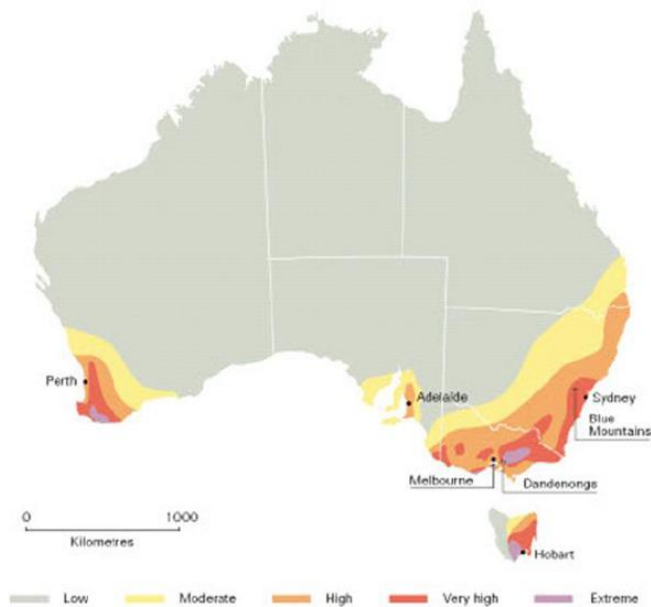 Perth
Adelaide
Sydney
Blue
Mountains
Melbourne
Dandenongs
0
1000
Kilometres
Hobart
Low
Moderate
High
Very high
Extreme